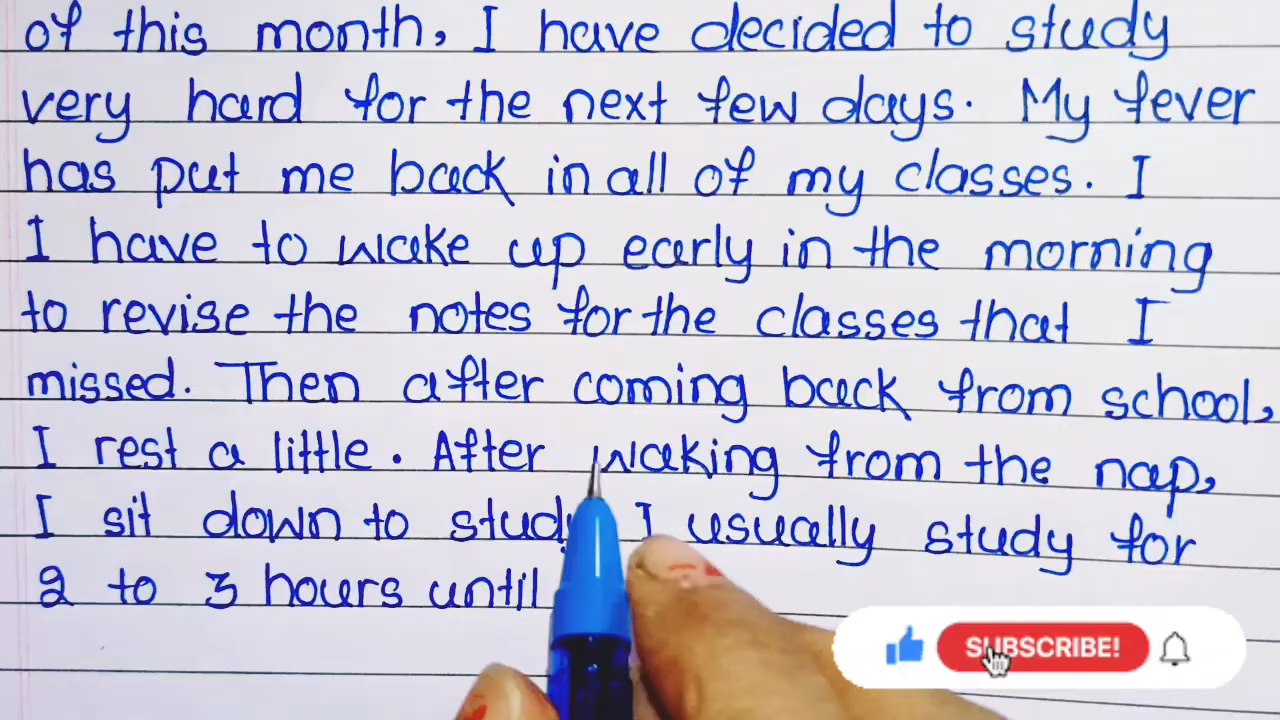 of this month, I have decided to study
very hard for the next few days. My fever
has put me back in all of my classes. I
I have to wake up early in the morning
to revise the notes for the classes that I
missed. Then after coming back from school,
I rest a little. After waking from the nap,
I sit down to study. I usually study for
2 to 3 hours until
SUBSCRIBE!